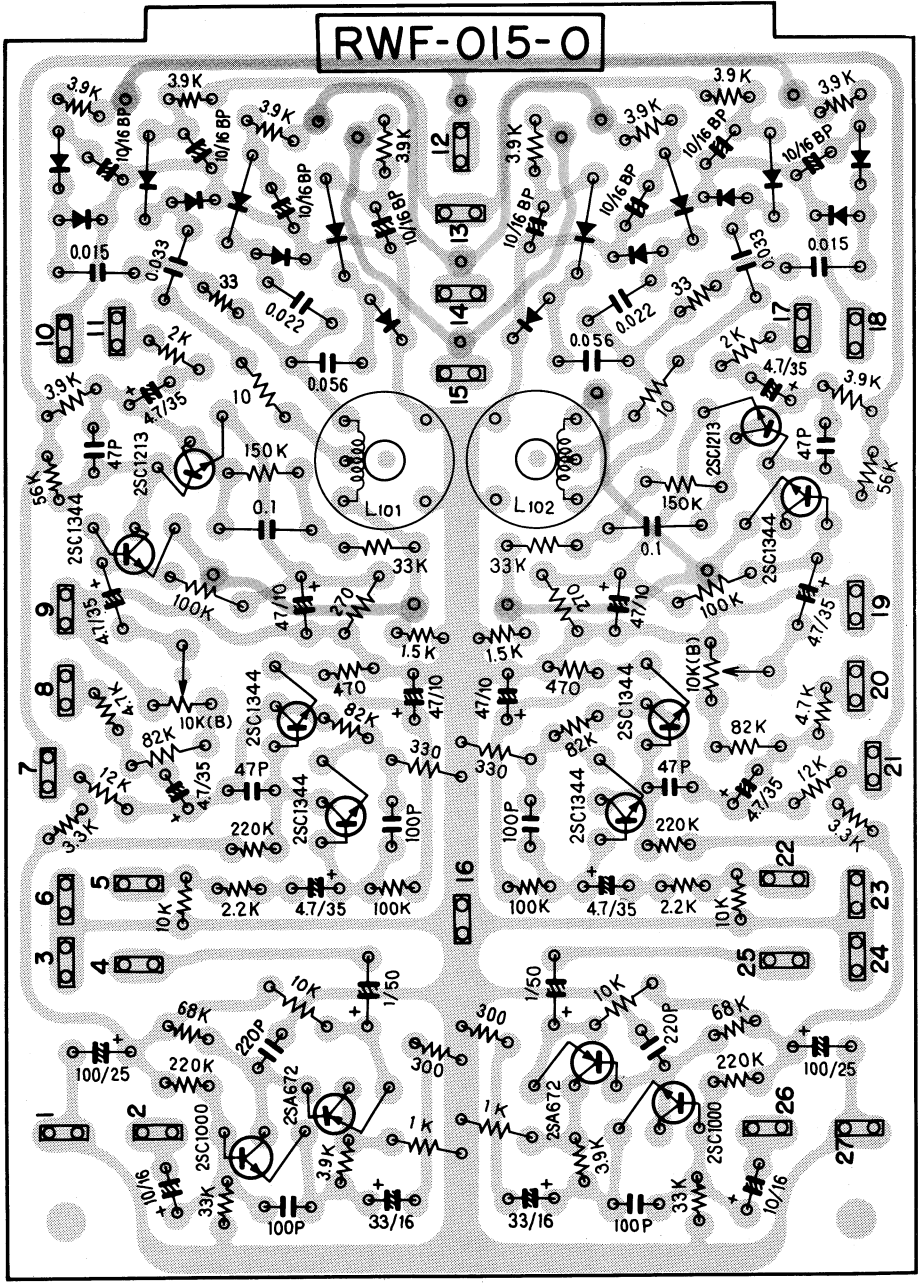 RWF-015-0
3.9K
3.9K
3.9K
3.9K
12
3.9K
3.9K
3.9K
3.9K
10/16 BP
10/16 BP
10/16 BP
10/16 BP
13
10/16 BP
10/16 BP
10/16 BP
10/16 BP
0.015
0.033
33
0.022
14
0.022
33
0.033
0.015
10
11
2K
0.056
15
0.056
2K
17
18
3.9K
+
4.7/35
10
10
4.7/35
+
3.9K
47P
2SC1213
150K
L101
L102
150K
2SC1213
47P
56K
56K
2SC1344
0.1
33K
33K
0.1
2SC1344
9
4.7/35
+
100K
47/10
+
270
270
47/10
+
100K
4.7/35
+
19
1.5K
1.5K
8
4.7K
10K(B)
2SC1344
470
47/10
+
47/10
+
470
2SC1344
10K(B)
4.7K
20
82K
82K
82K
82K
7
12K
4.7/35
+
47P
330
330
47P
4.7/35
+
12K
21
3.3K
2SC1344
100P
100P
2SC1344
3.3K
220K
220K
6
5
10K
2.2K
4.7/35
+
100K
16
100K
4.7/35
+
2.2K
10K
22
23
3
4
1/50
+
1/50
+
25
24
10K
10K
68K
220P
300
300
220P
68K
100/25
+
220K
2SA672
2SA672
220K
100/25
+
1
2
2SC1000
1K
1K
2SC1000
26
27
10/16
+
33K
3.9K
3.9K
33K
10/16
+
100P
33/16
+
33/16
+
100P